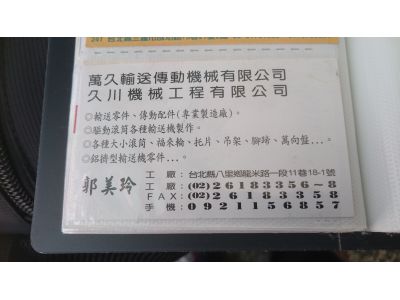 萬久輸送傳動機械有限公司
久川機械工程有限公司
◎輸送零件、傳動配件(專業製造廠)。
◎驅動滾筒各種輸送機製作。
◎各種大小滾筒、福來輪、托片、吊架、腳蹄、萬向盤...。
◎鋁擠型輸送機零件...。
郭美玲
工廠:台北縣八里鄉龍米路一段11巷18-1號
工廠:(02)26183356~8
FAX:(02)26183358
手機:0921156857